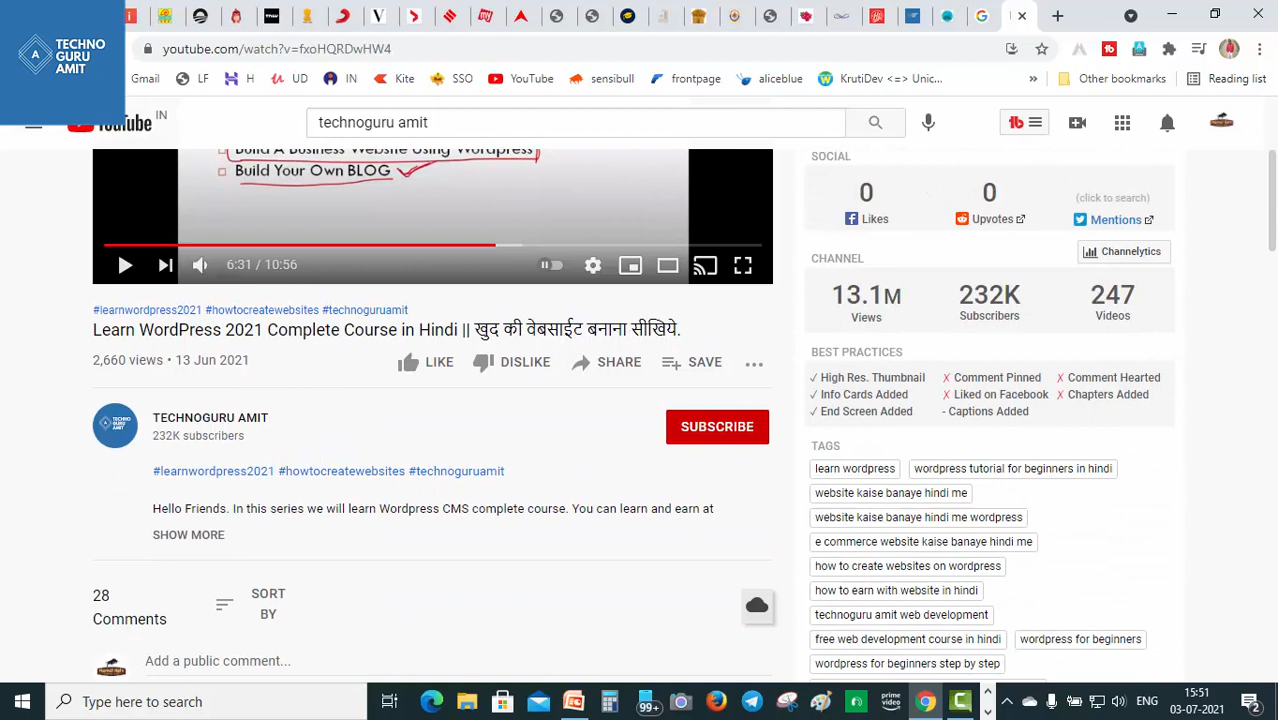 TECHNO
GURU
AMIT
A
youtube.com/watch?v=fxoHQRDwHW4
Gmail
LF
H
UD
IN
Kite
SSO
YouTube
sensibull
frontpage
aliceblue
KrutiDev <=> Unic...
»
Other bookmarks
Reading list
YouTube
IN
technoguru amit
Build A Business Website Using Wordpress
Build Your Own BLOG
6:31 / 10:56
#learnwordpress2021 #howtocreatewebsites #technoguruamit
Learn WordPress 2021 Complete Course in Hindi || खुद की वेबसाईट बनाना सीखिये.
2,660 views • 13 Jun 2021
LIKE
DISLIKE
SHARE
SAVE
TECHNOGURU AMIT
232K subscribers
SUBSCRIBE
#learnwordpress2021 #howtocreatewebsites #technoguruamit
Hello Friends. In this series we will learn Wordpress CMS complete course. You can learn and earn at
SHOW MORE
28
Comments
SORT
BY
Add a public comment...
SOCIAL
0
Likes
0
Upvotes
(click to search)
Mentions
CHANNEL
Channelytics
13.1M
Views
232K
Subscribers
247
Videos
BEST PRACTICES
✓ High Res. Thumbnail
✗ Comment Pinned
✗ Comment Hearted
✓ Info Cards Added
✗ Liked on Facebook
✗ Chapters Added
✓ End Screen Added
- Captions Added
TAGS
learn wordpress
wordpress tutorial for beginners in hindi
website kaise banaye hindi me
website kaise banaye hindi me wordpress
e commerce website kaise banaye hindi me
how to create websites on wordpress
how to earn with website in hindi
technoguru amit web development
free web development course in hindi
wordpress for beginners
wordpress for beginners step by step
Type here to search
99+
prime
video
ENG
15:51
03-07-2021
2